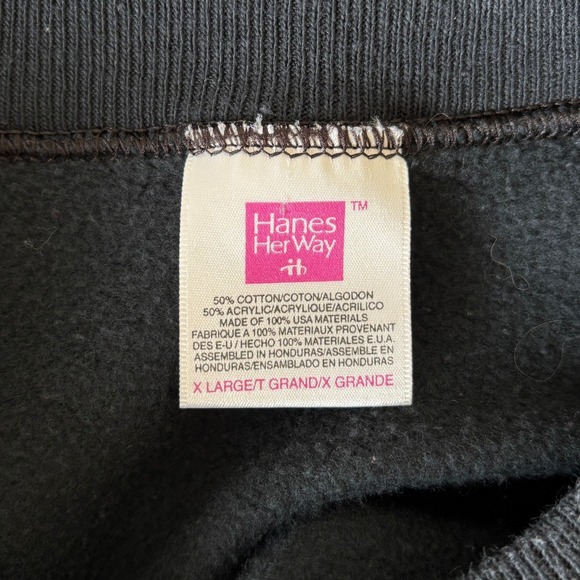 Hanes
Her Way
TM
50% COTTON/COTON/ALGODON
50% ACRYLIC/ACRYLIQUE/ACRILICO
MADE OF 100% USA MATERIALS
FABRIQUE A 100% MATERIAUX PROVENANT
DES E-U / HECHO 100% MATERIALES E.U.A.
ASSEMBLED IN HONDURAS/ASSEMBLE EN
HONDURAS/ENSAMBLADO EN HONDURAS
X LARGE/T GRAND/X GRANDE